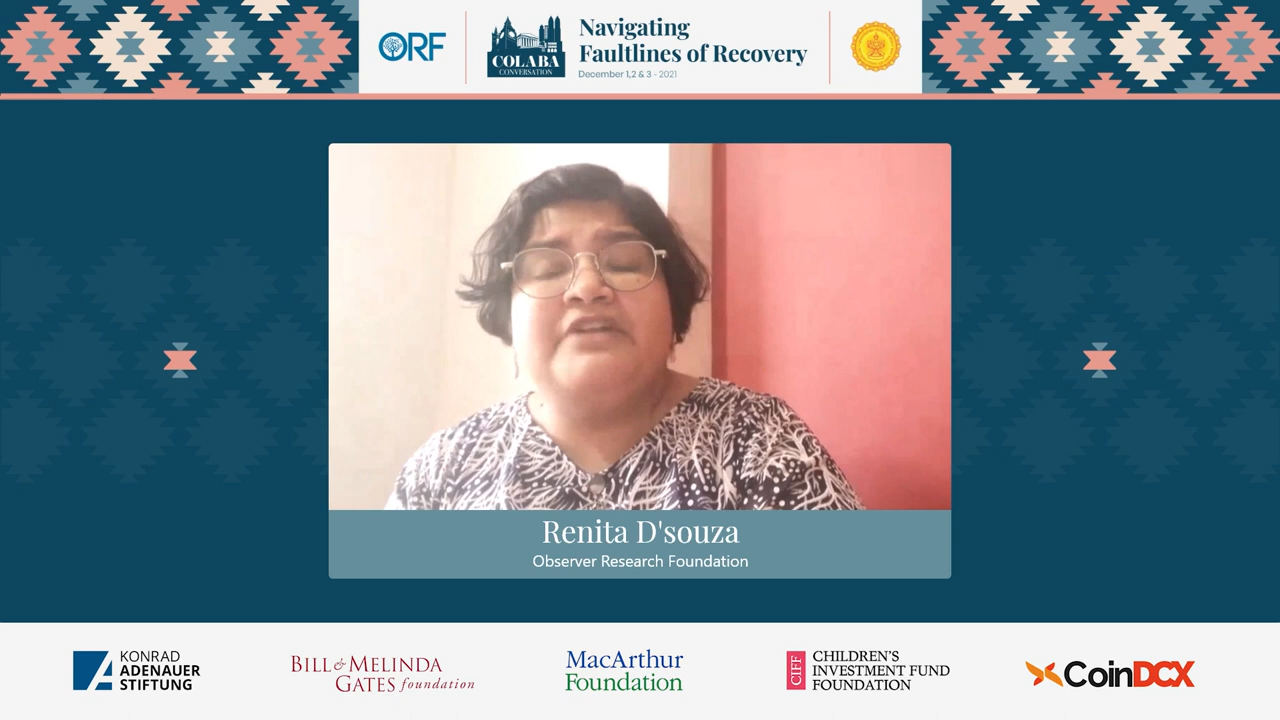 ORF
COLABA
CONVERSATION
Navigating
Faultlines of Recovery
December 1,2 & 3 - 2021
Renita D'souza
Observer Research Foundation
KONRAD
ADENAUER
STIFTUNG
BILL & MELINDA
GATES foundation
MacArthur
Foundation
CIFF
CHILDREN'S
INVESTMENT FUND
FOUNDATION
CoinDCX